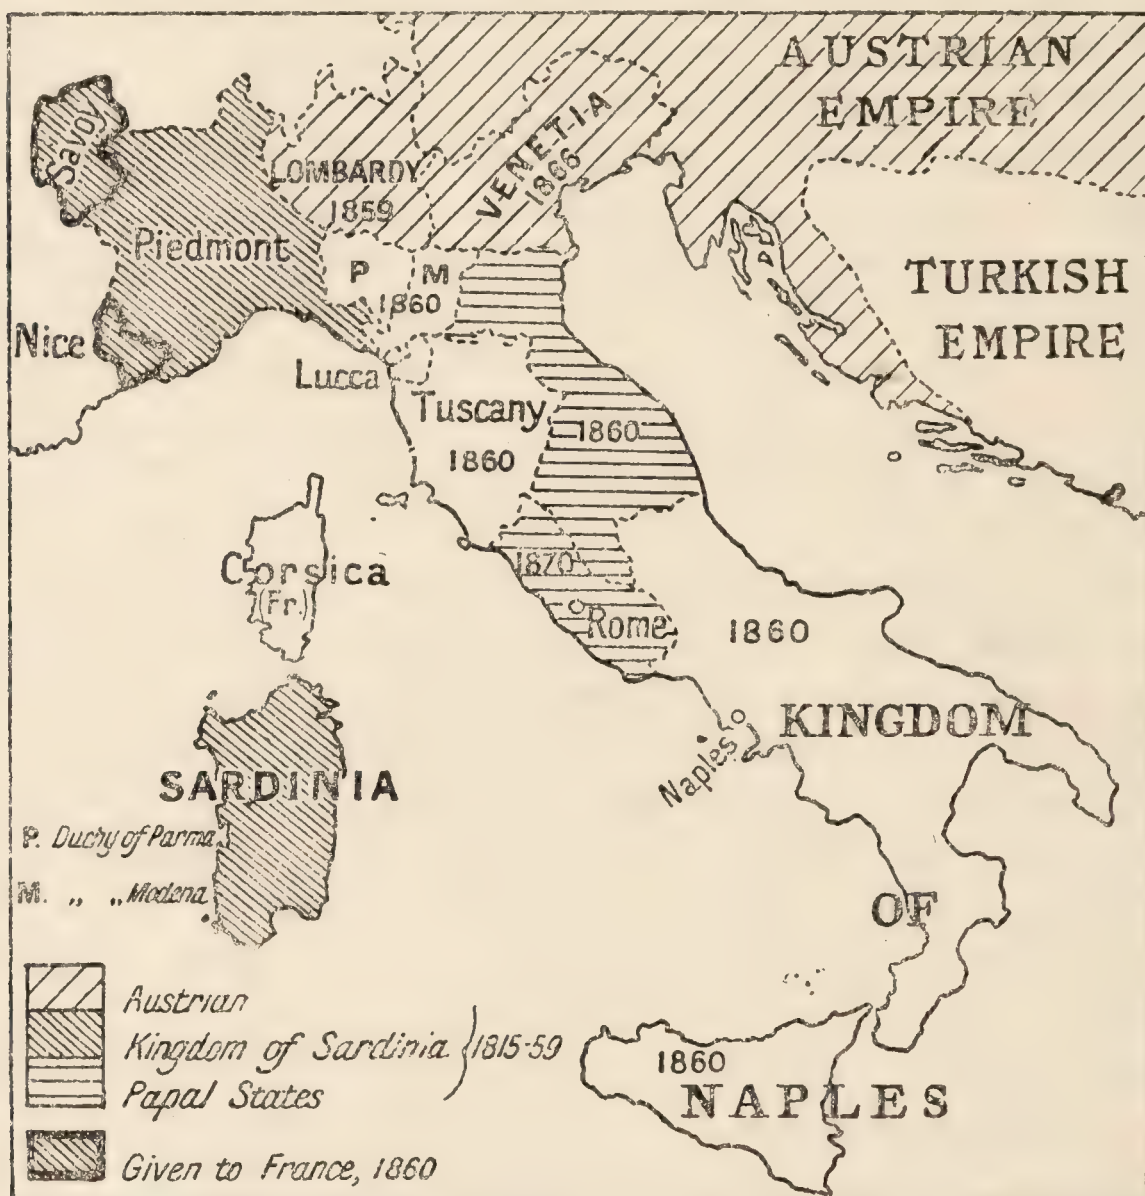 AUSTRIAN
EMPIRE
Savoy
LOMBARDY
1859
VENETIA
1866
Piedmont
P
M
1860
TURKISH
EMPIRE
Nice
Lucca
Tuscany
1860
1860
Corsica
(Fr.)
1870
Rome
1860
KINGDOM
Naples
SARDINIA
P. Duchy of Parma
M. „ „ Modena
OF
Austrian
Kingdom of Sardinia
Papal States
1815-59
1860
NAPLES
Given to France, 1860